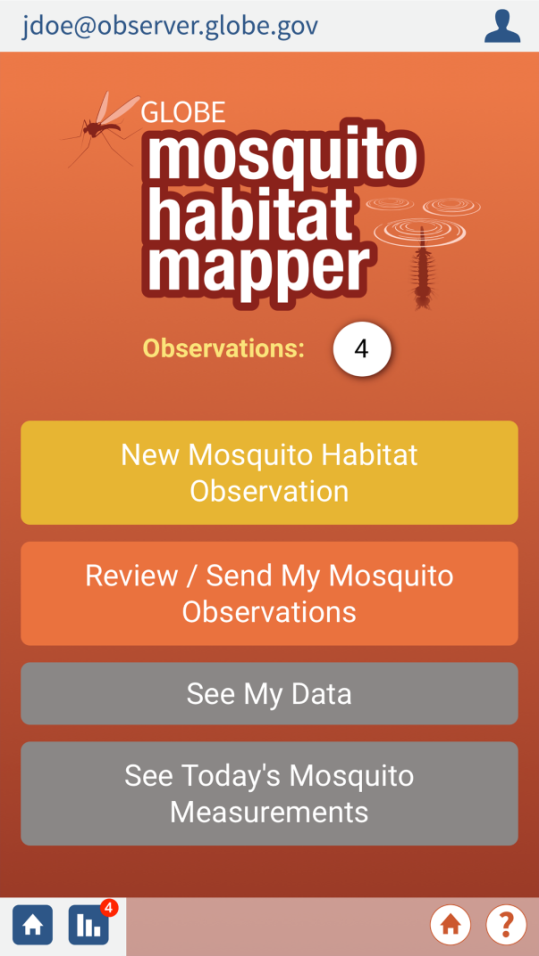 jdoe@observer.globe.gov
GLOBE
mosquito
habitat
mapper
Observations: 4
New Mosquito Habitat
Observation
Review / Send My Mosquito
Observations
See My Data
See Today's Mosquito
Measurements
4
?